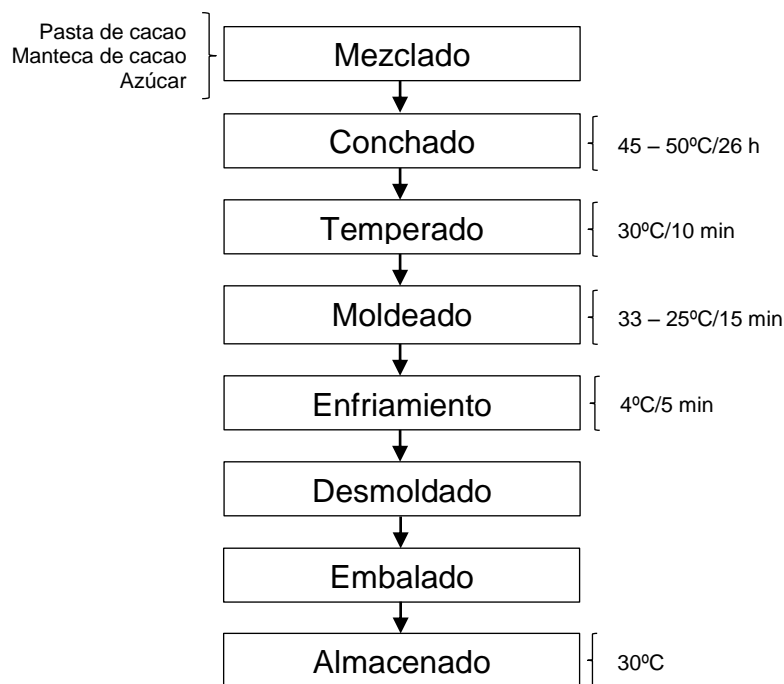 Pasta de cacao
Manteca de cacao
Azúcar
Mezclado
Conchado
45 – 50ºC/26 h
Temperado
30ºC/10 min
Moldeado
33 – 25ºC/15 min
Enfriamiento
4ºC/5 min
Desmoldado
Embalado
Almacenado
30ºC